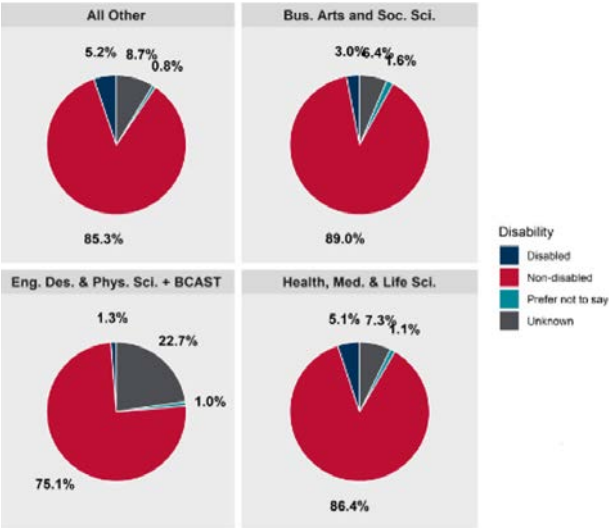 All Other
Bus. Arts and Soc. Sci.
5.2%
8.7%
0.8%
85.3%
3.0%
6.4%
1.6%
89.0%
Disability
Disabled
Non-disabled
Prefer not to say
Unknown
Eng. Des. & Phys. Sci. + BCAST
Health, Med. & Life Sci.
1.3%
22.7%
1.0%
75.1%
5.1%
7.3%
1.1%
86.4%